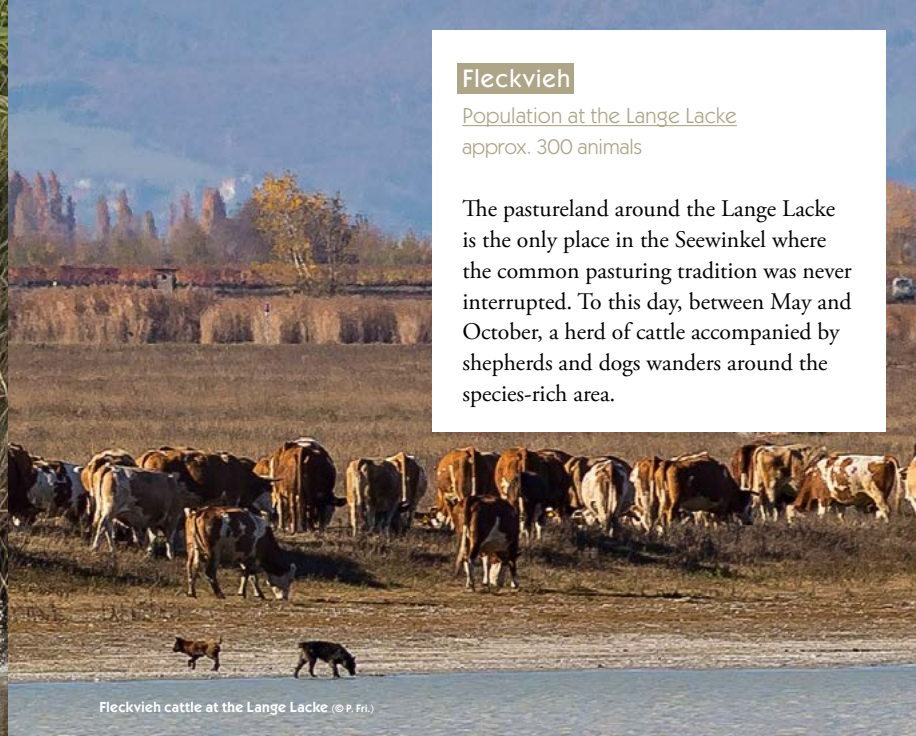 Fleckvieh
Population at the Lange Lacke
approx. 300 animals
The pastureland around the Lange Lacke
is the only place in the Seewinkel where
the common pasturing tradition was never
interrupted. To this day, between May and
October, a herd of cattle accompanied by
shepherds and dogs wanders around the
species-rich area.
Fleckvieh cattle at the Lange Lacke (© P. Fri.)